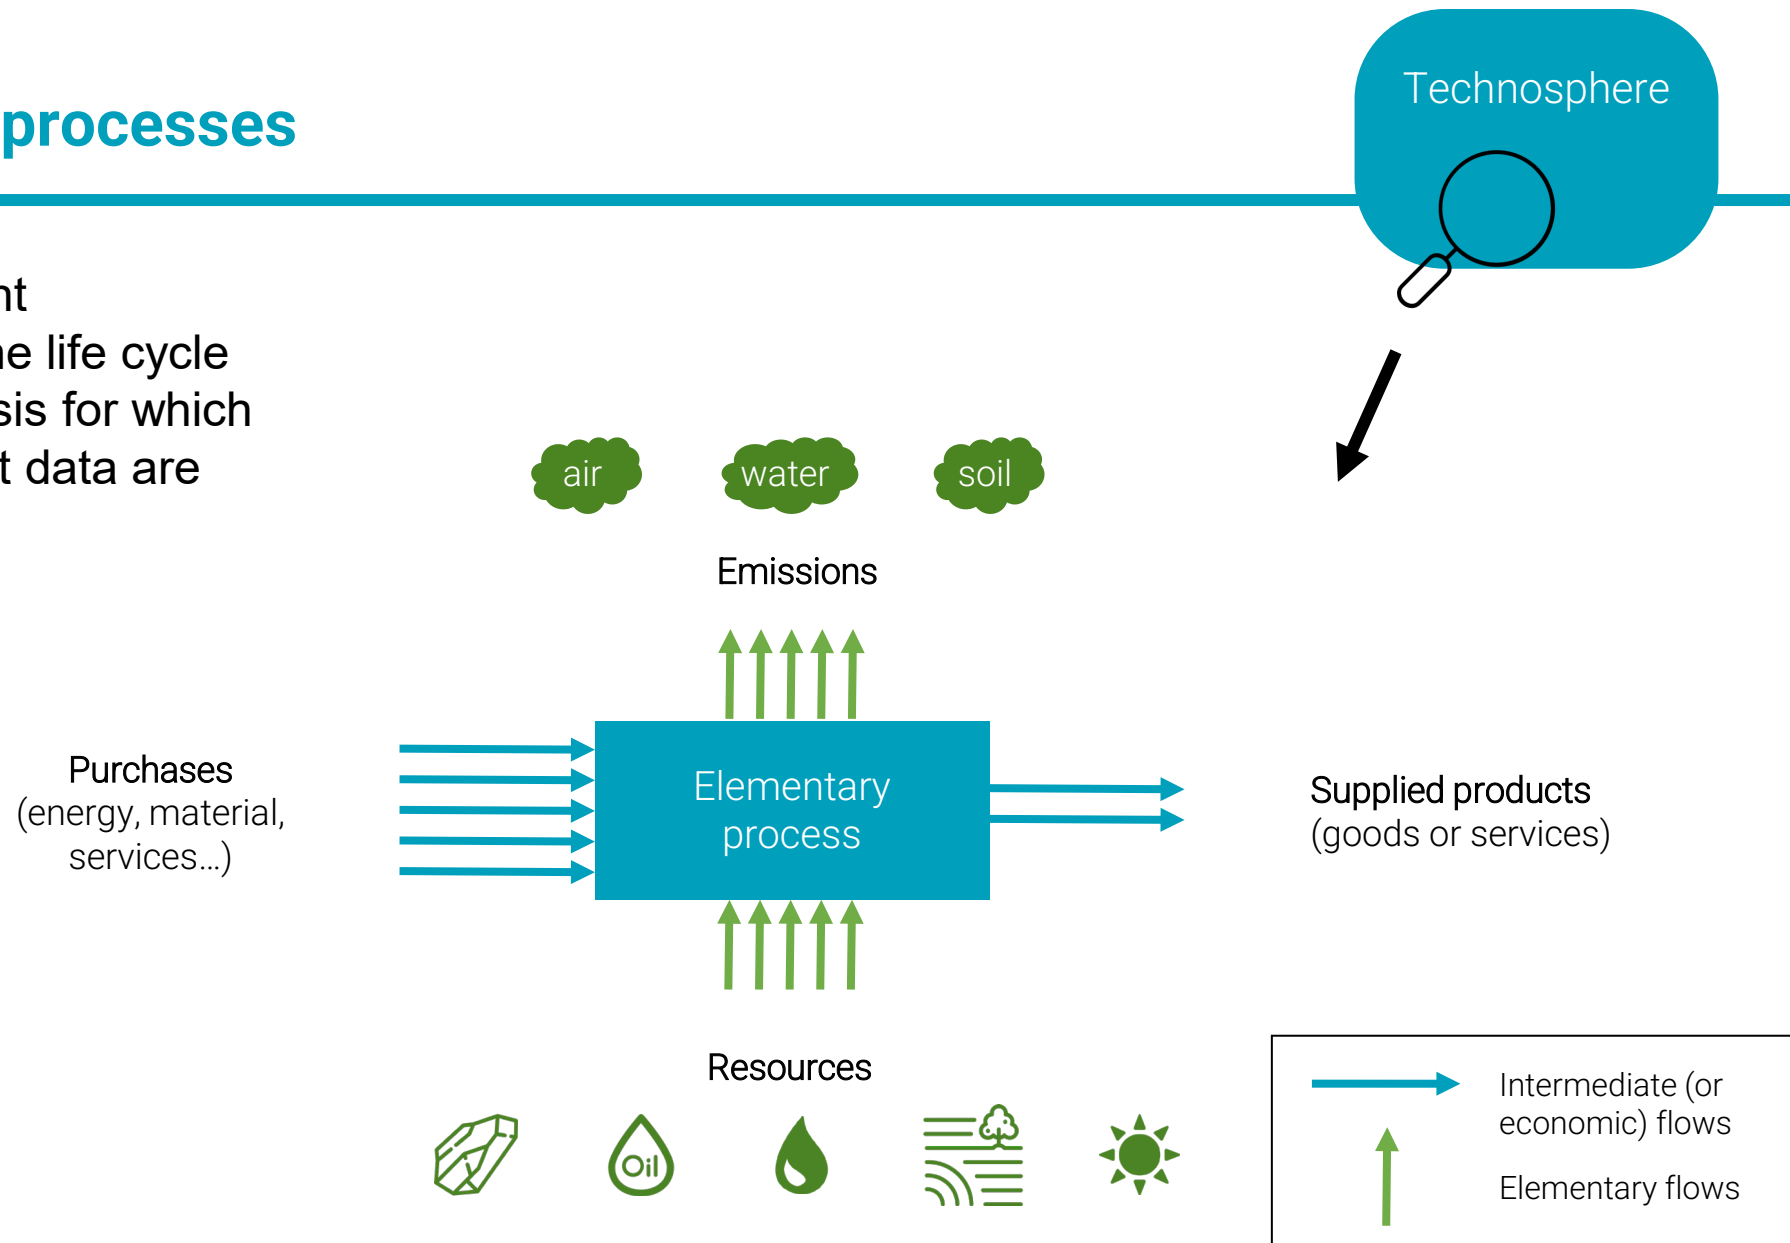 processes
Technosphere
nt
ne life cycle
sis for which
t data are
air
water
soil
Emissions
Purchases
(energy, material,
services...)
Elementary
process
Supplied products
(goods or services)
Resources
Oil
Intermediate (or
economic) flows
Elementary flows